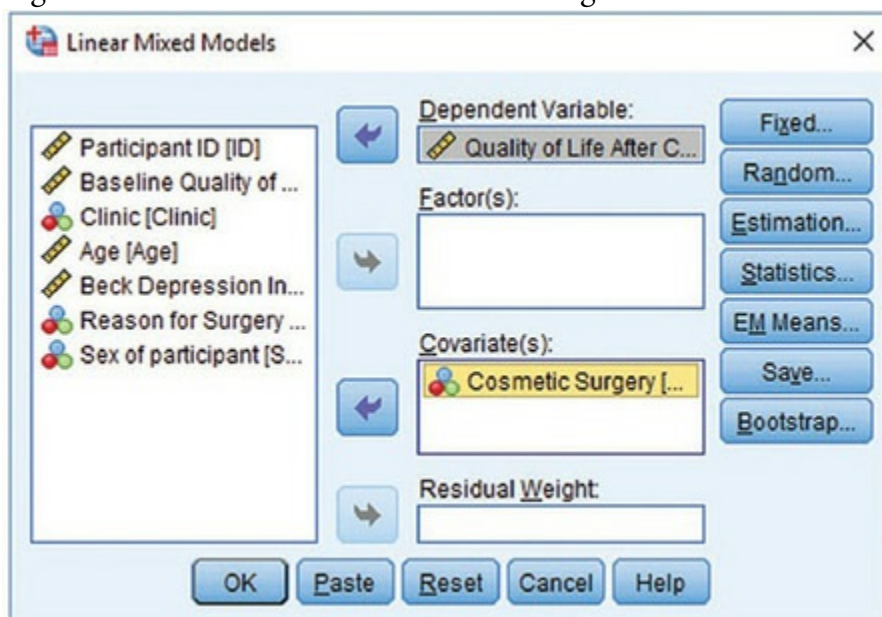 Linear Mixed Models
Participant ID [ID]
Baseline Quality of ...
Clinic [Clinic]
Age [Age]
Beck Depression In...
Reason for Surgery ...
Sex of participant [S...
Dependent Variable:
Quality of Life After C...
Factor(s):
Covariate(s):
Cosmetic Surgery [...
Residual Weight:
Fixed...
Random...
Estimation...
Statistics...
EM Means...
Save...
Bootstrap...
OK Paste Reset Cancel Help